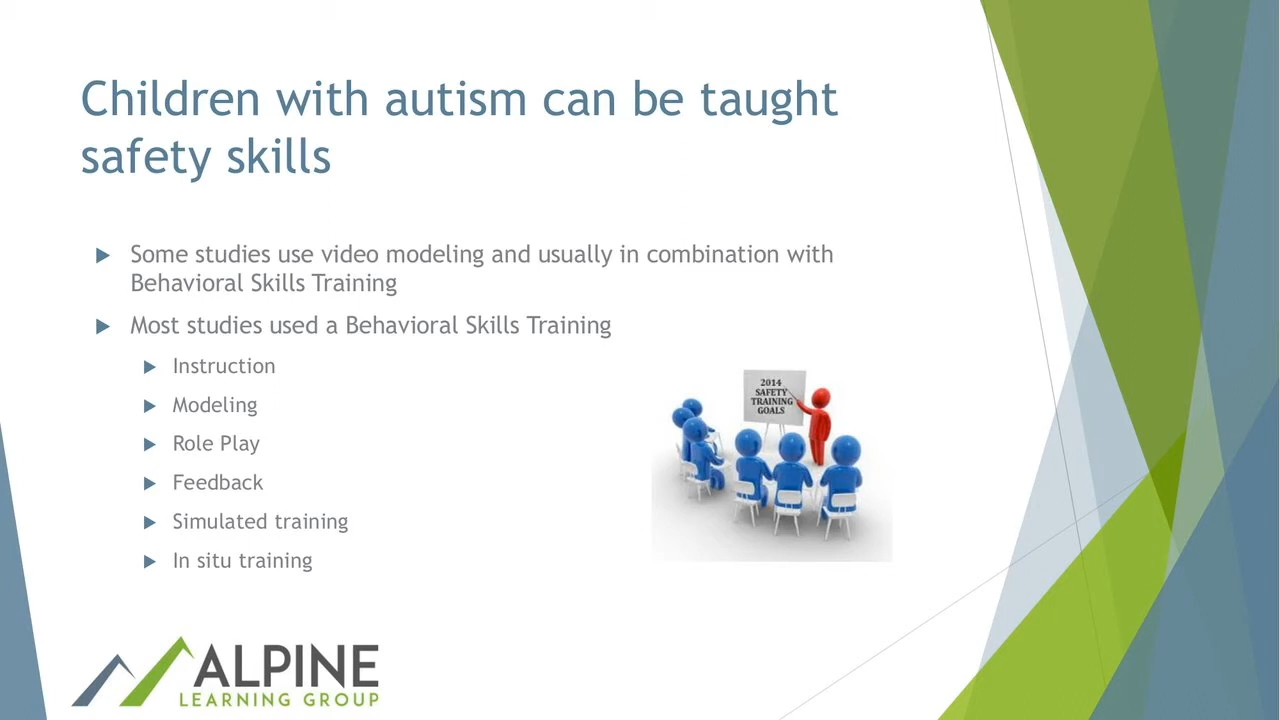 Children with autism can be taught
safety skills
Some studies use video modeling and usually in combination with
Behavioral Skills Training
Most studies used a Behavioral Skills Training
Instruction
Modeling
Role Play
Feedback
Simulated training
In situ training
2014
SAFETY
TRAINING
GOALS
ALPINE
LEARNING GROUP